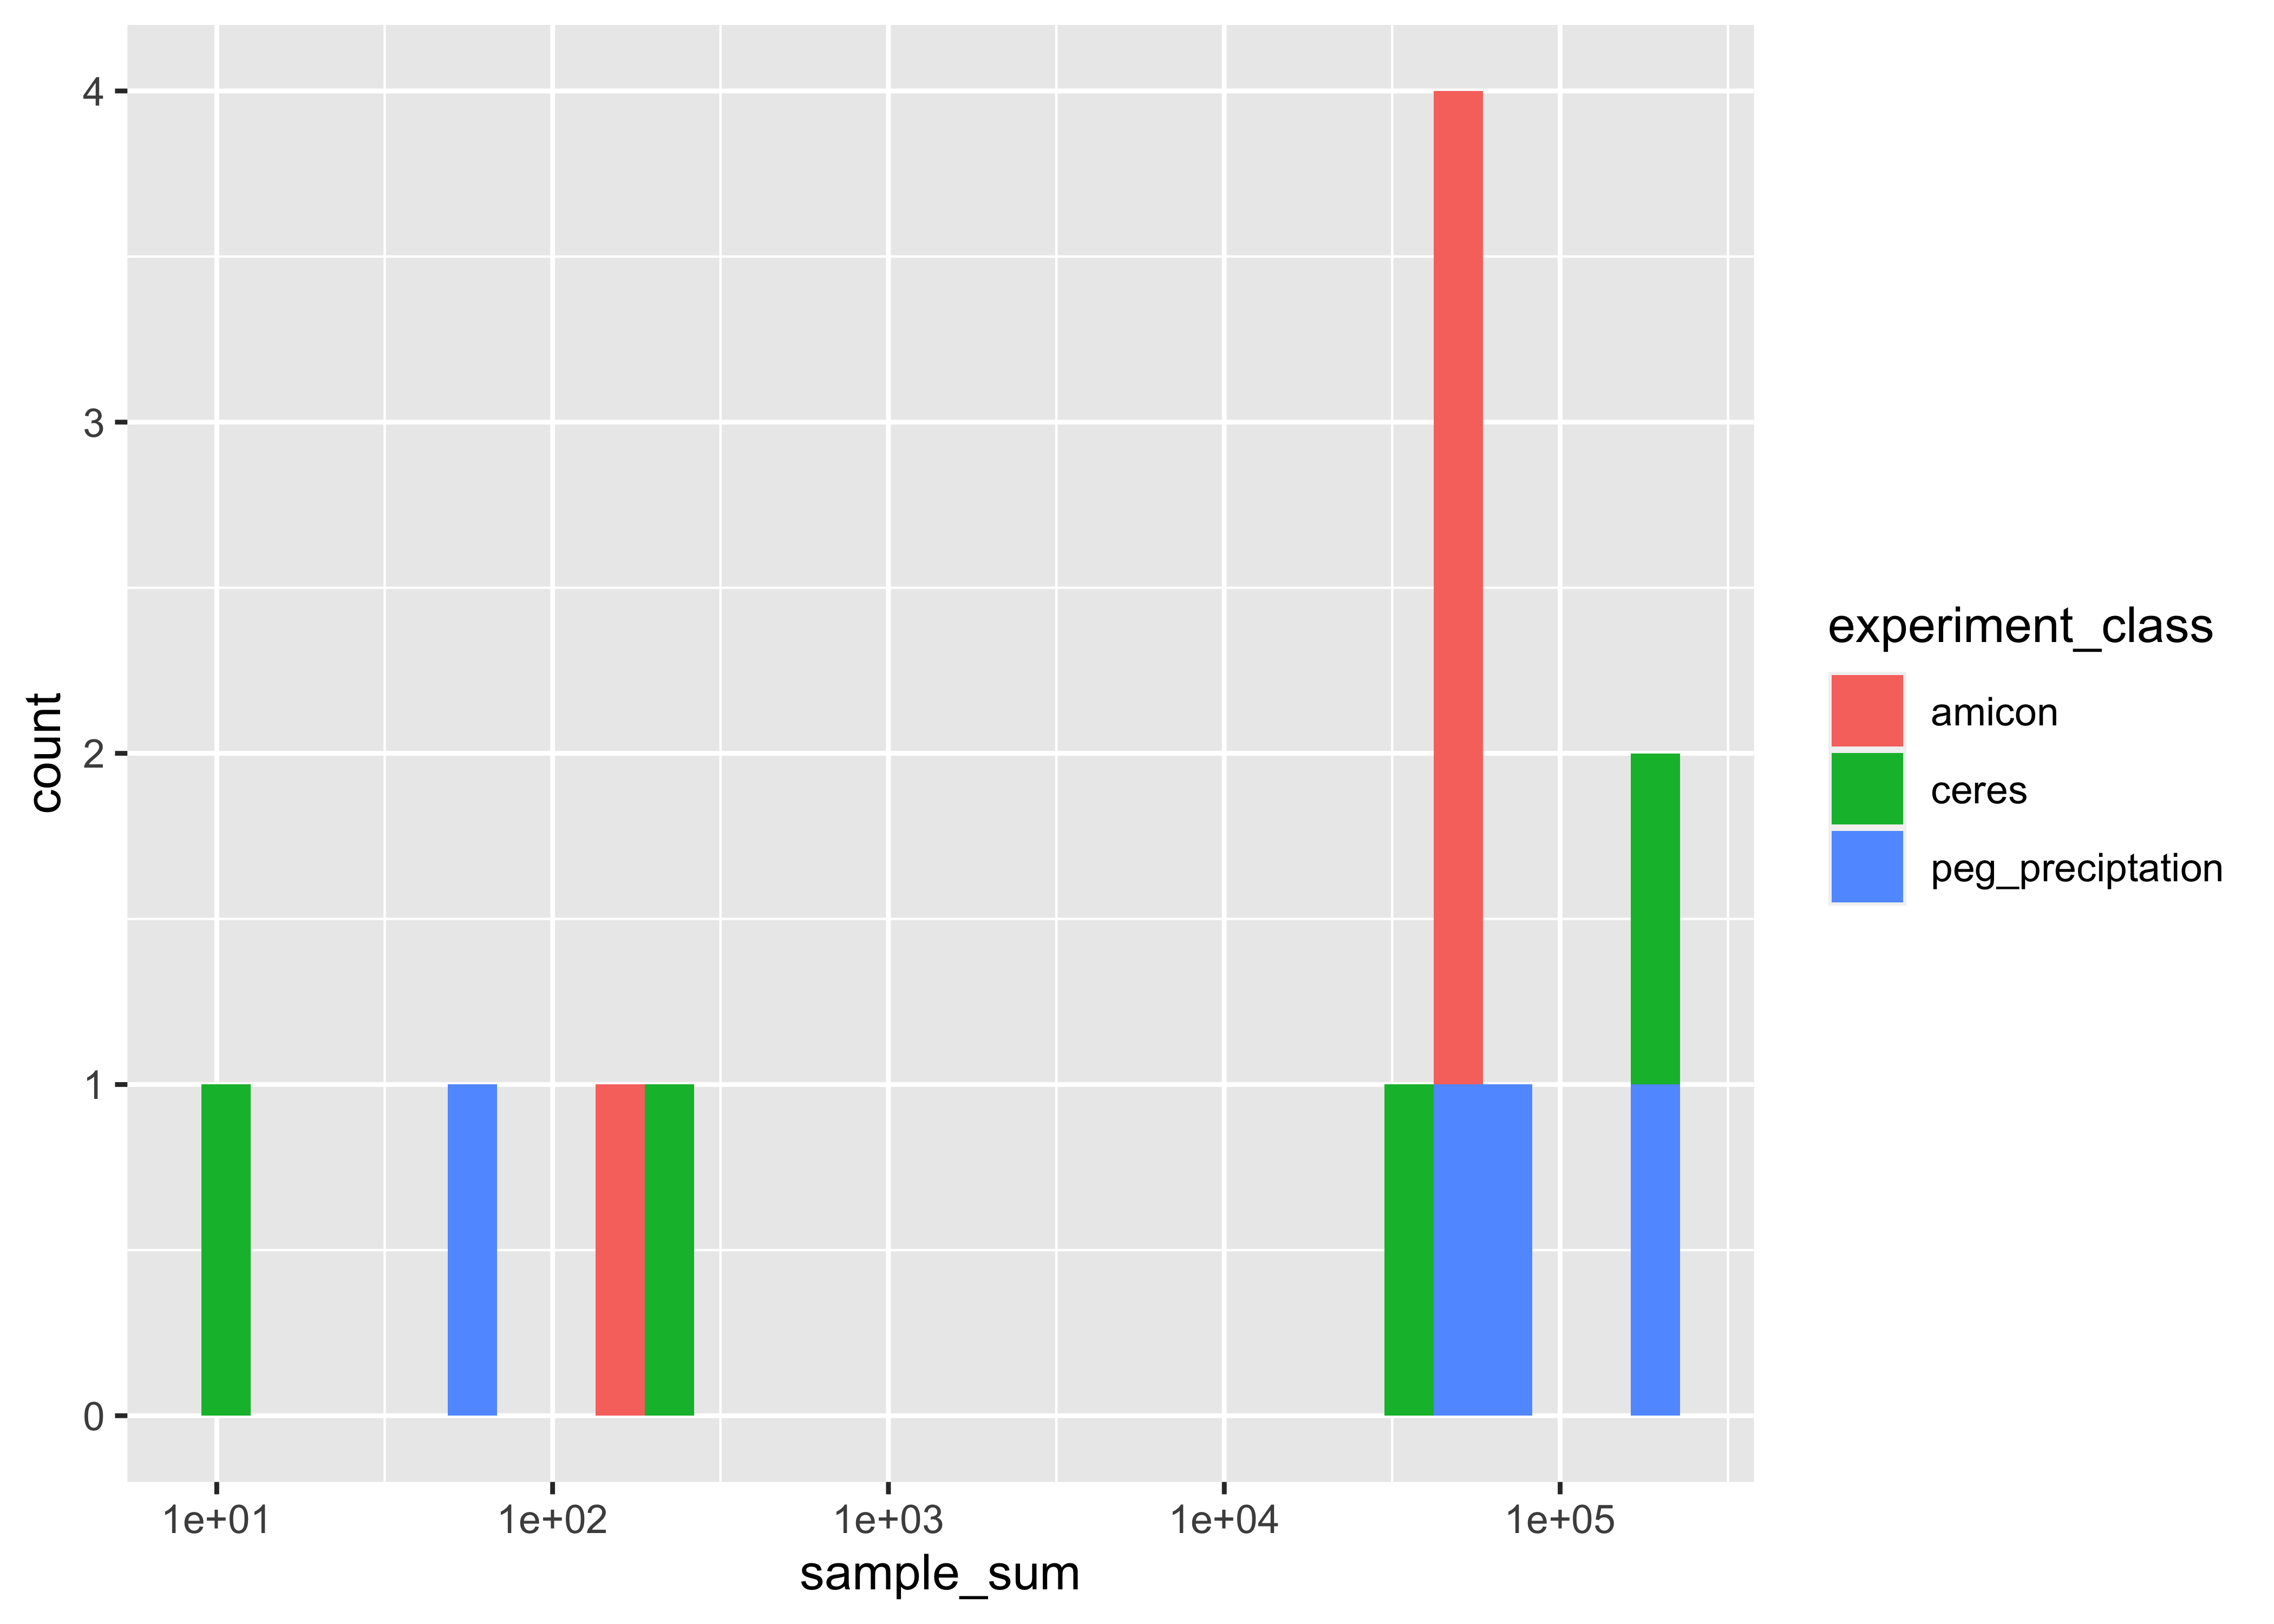 4
3
2
1
0
count
1e+01 1e+02 1e+03 1e+04 1e+05
sample_sum
experiment_class
amicon
ceres
peg_preciptation